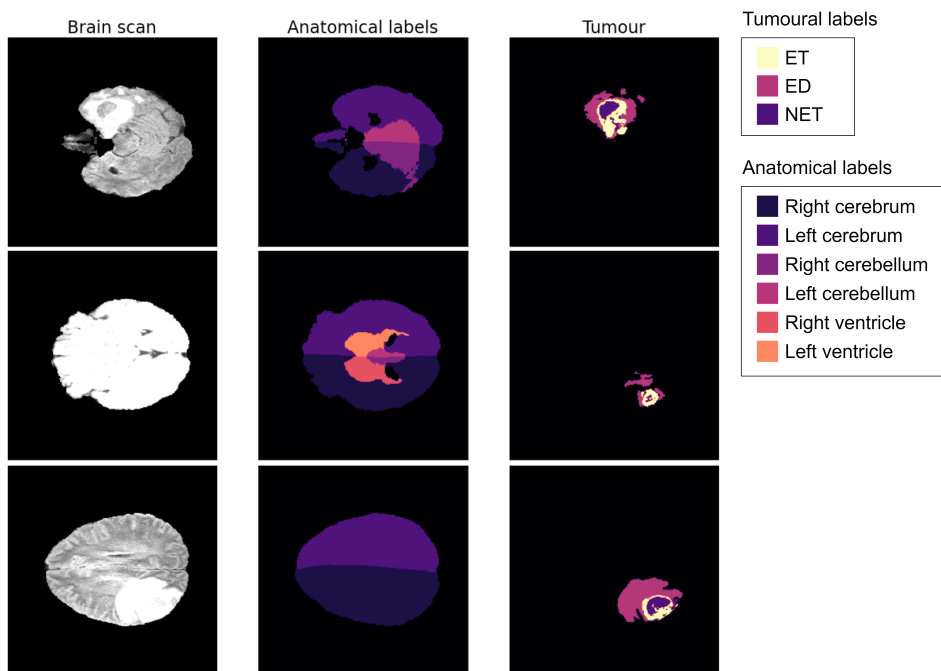 Brain scan
Anatomical labels
Tumour
Tumoural labels
ET
ED
NET
Anatomical labels
Right cerebrum
Left cerebrum
Right cerebellum
Left cerebellum
Right ventricle
Left ventricle